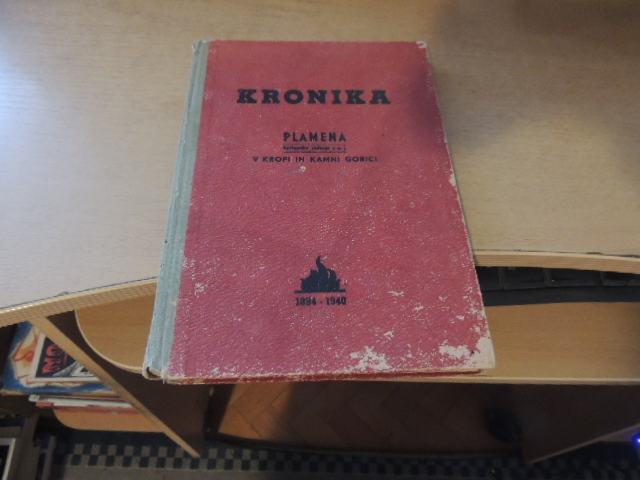 KRONIKA
PLAMENA
V KROPI IN KAMNI GORICI
1894 - 1940